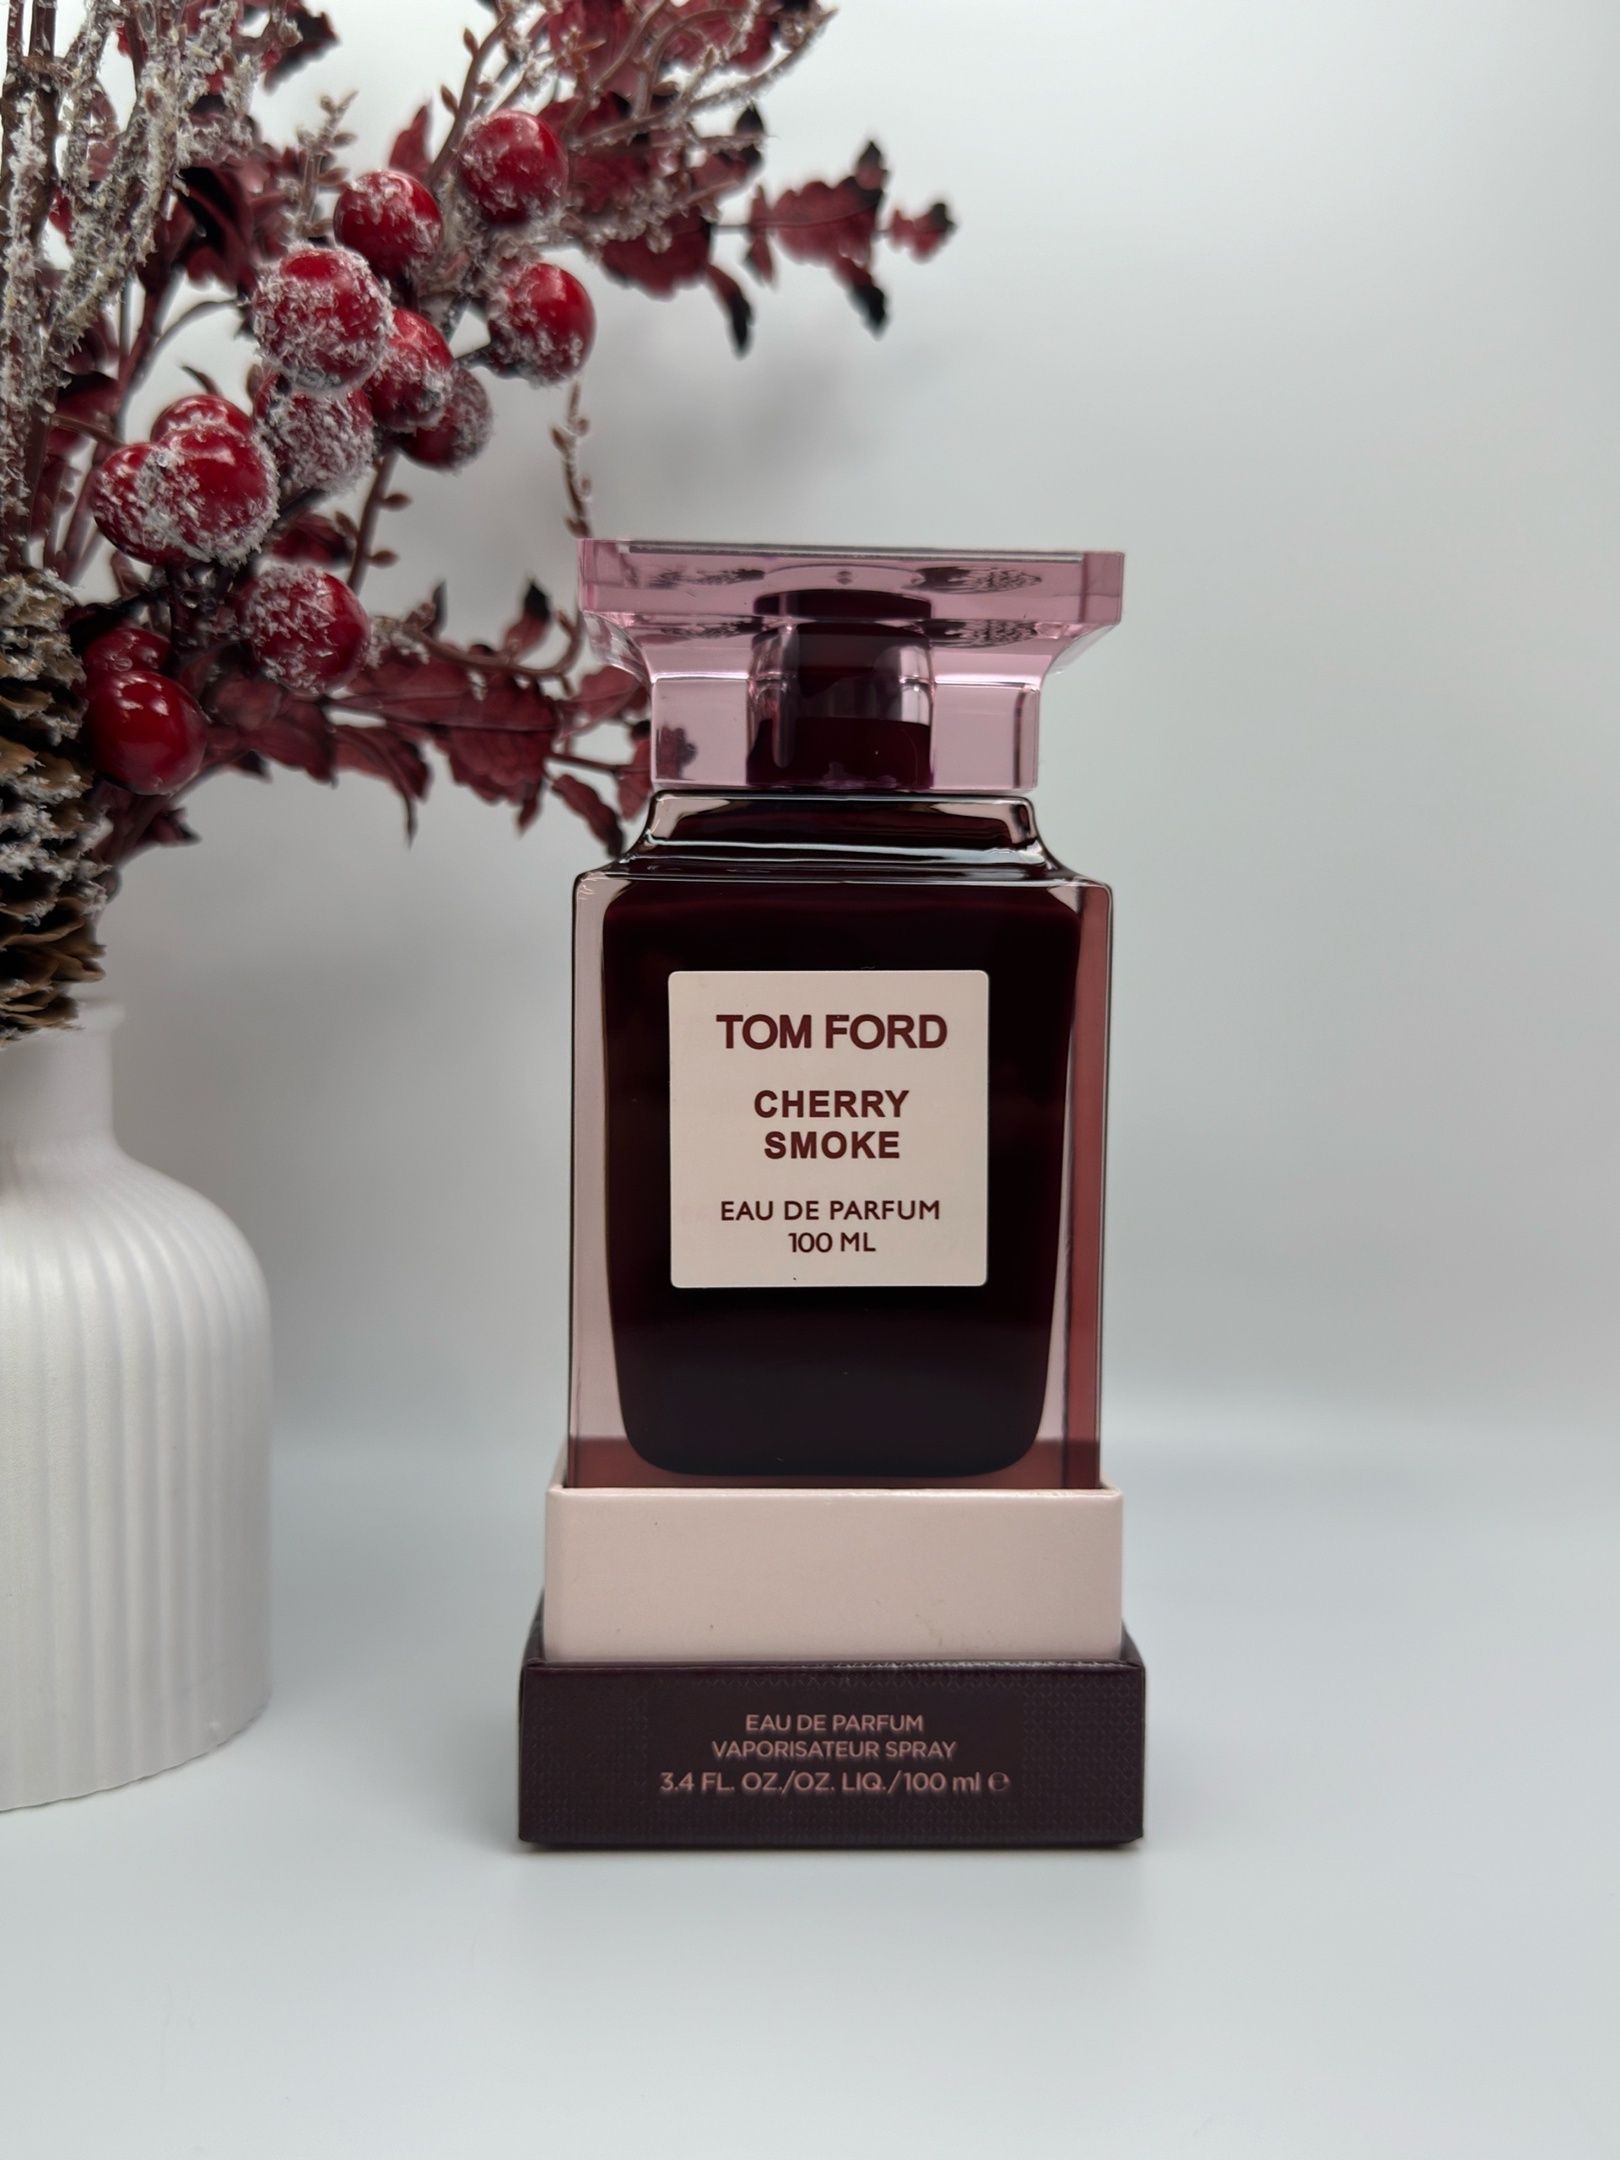 TOM FORD
CHERRY
SMOKE
EAU DE PARFUM
100 ML
EAU DE PARFUM
VAPORISATEUR SPRAY
3.4 FL. OZ./OZ. LIQ./100 ml ℮